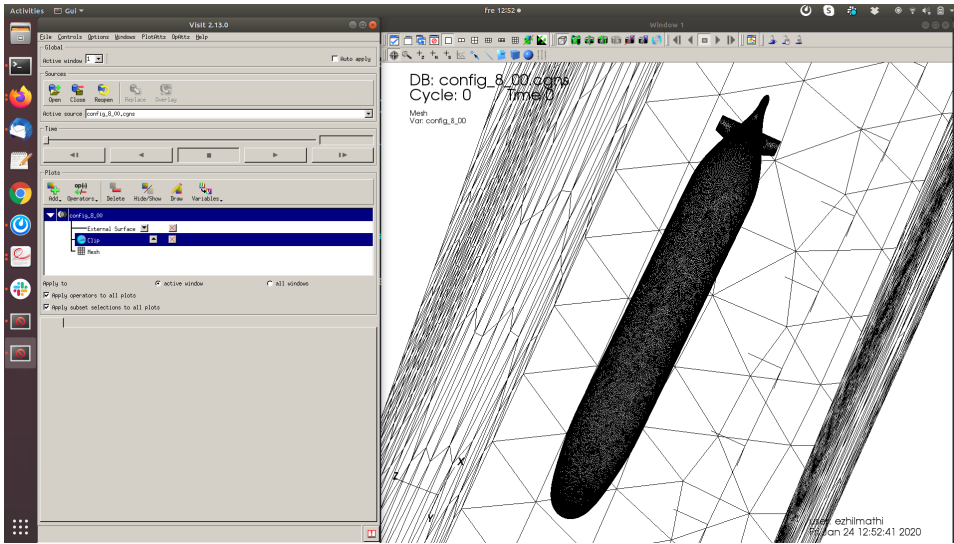 Activities
Gui
fre 12:52
VisIt 2.13.0
File Controls Options Windows PlotAtts OpAtts Help
Global
Active window 1
Auto apply
Sources
Open Close Reopen Replace Overlay
Active source config_8_00.cgns
Time
Plots
op(♦)
Add. Operators. Delete Hide/Show Draw Variables.
config_8_00
External Surface
Clip
Mesh
Apply to active window all windows
Apply operators to all plots
Apply subset selections to all plots
Window 1
DB: config_8_00.cgns
Cycle: 0 Time:0
Mesh
Var: config_8_00
Z
X
Y
user: ezhilmathi
Fri Jan 24 12:52:41 2020